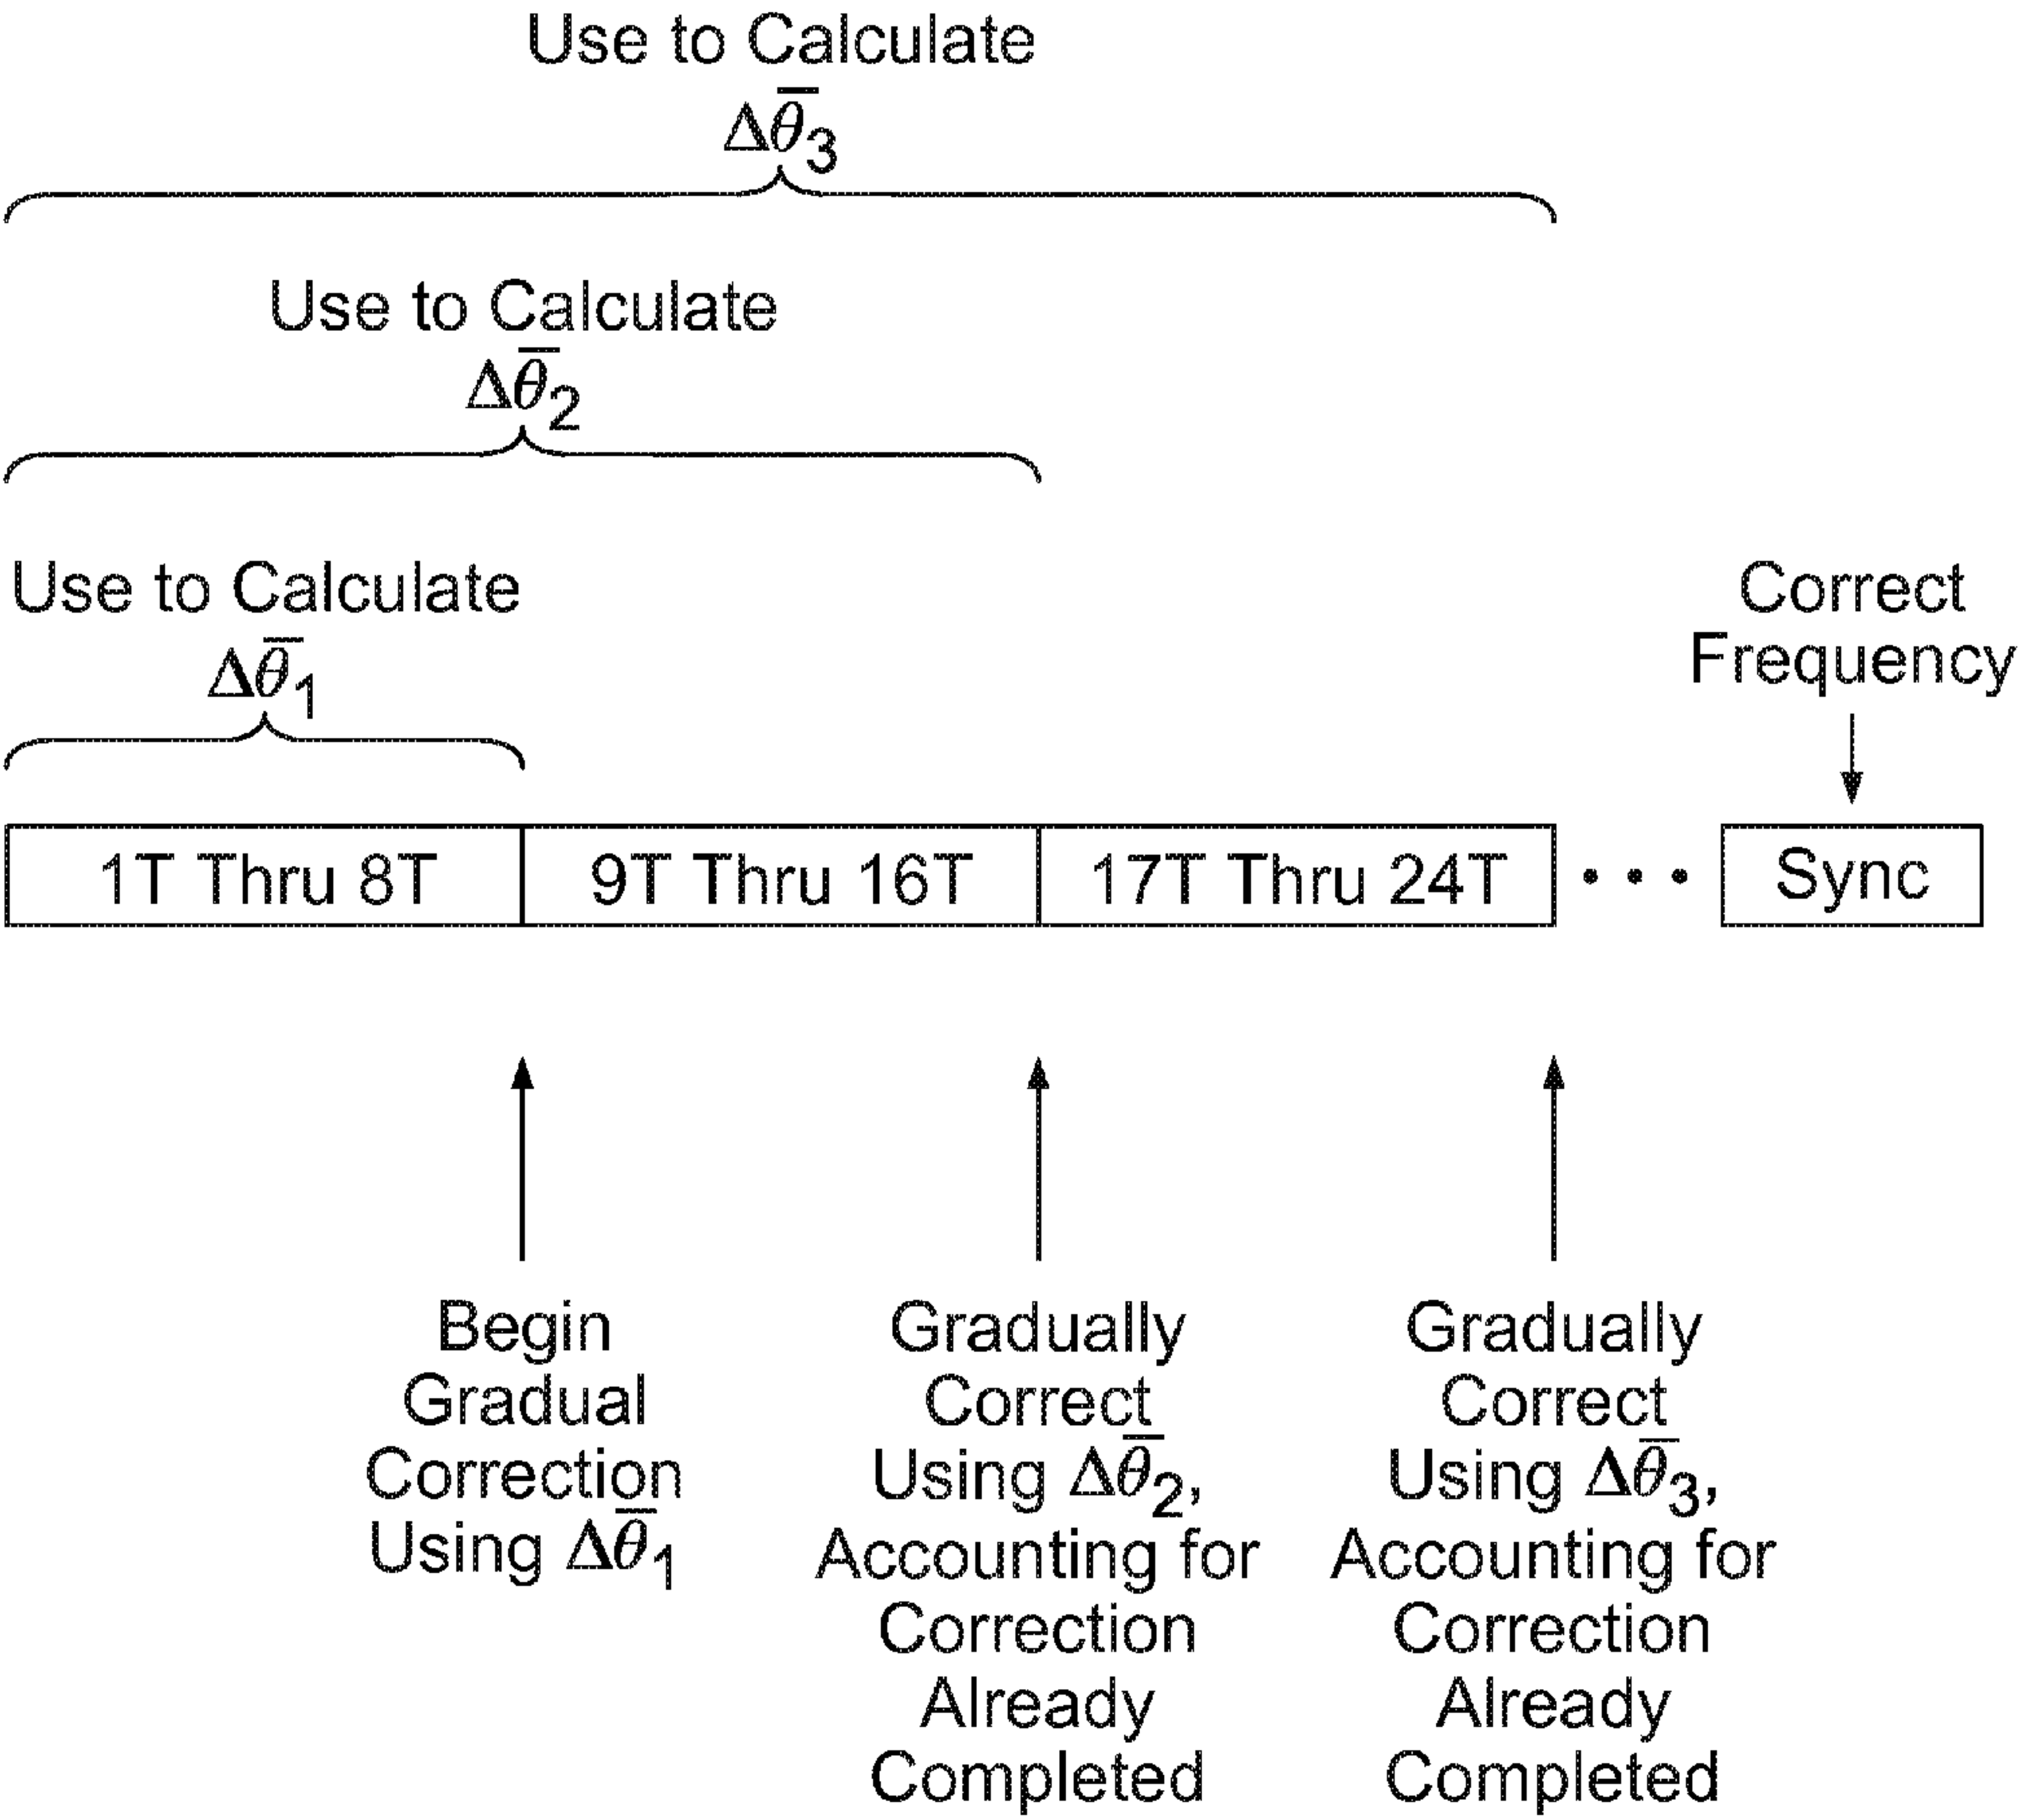 Use to Calculate
Δθ̅₃
Use to Calculate
Δθ̅₂
Use to Calculate
Δθ̅₁
Correct
Frequency
1T Thru 8T
9T Thru 16T
17T Thru 24T
• • •
Sync
Begin
Gradual
Correction
Using Δθ̅₁
Gradually
Correct
Using Δθ̅₂,
Accounting for
Correction
Already
Completed
Gradually
Correct
Using Δθ̅₃,
Accounting for
Correction
Already
Completed